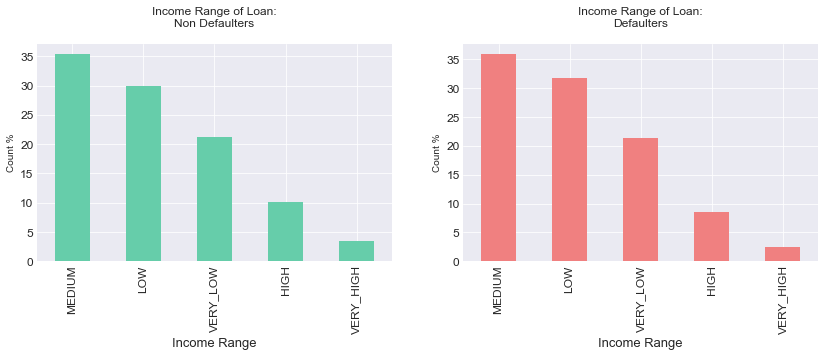 Income Range of Loan:
Non Defaulters
Count %
35
30
25
20
15
10
5
0
MEDIUM
LOW
VERY_LOW
HIGH
VERY_HIGH
Income Range
Income Range of Loan:
Defaulters
Count %
35
30
25
20
15
10
5
0
MEDIUM
LOW
VERY_LOW
HIGH
VERY_HIGH
Income Range